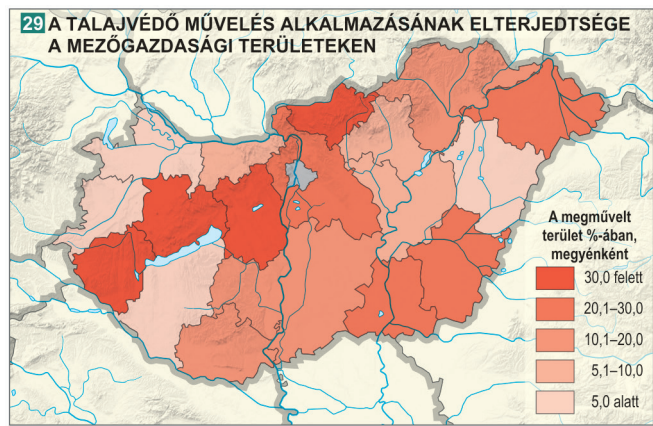 29 A TALAJVÉDŐ MŰVELÉS ALKALMAZÁSÁNAK ELTERJEDTSÉGE
A MEZŐGAZDASÁGI TERÜLETEKEN
A megművelt
terület %-ában,
megyénként
30,0 felett
20,1–30,0
10,1–20,0
5,1–10,0
5,0 alatt